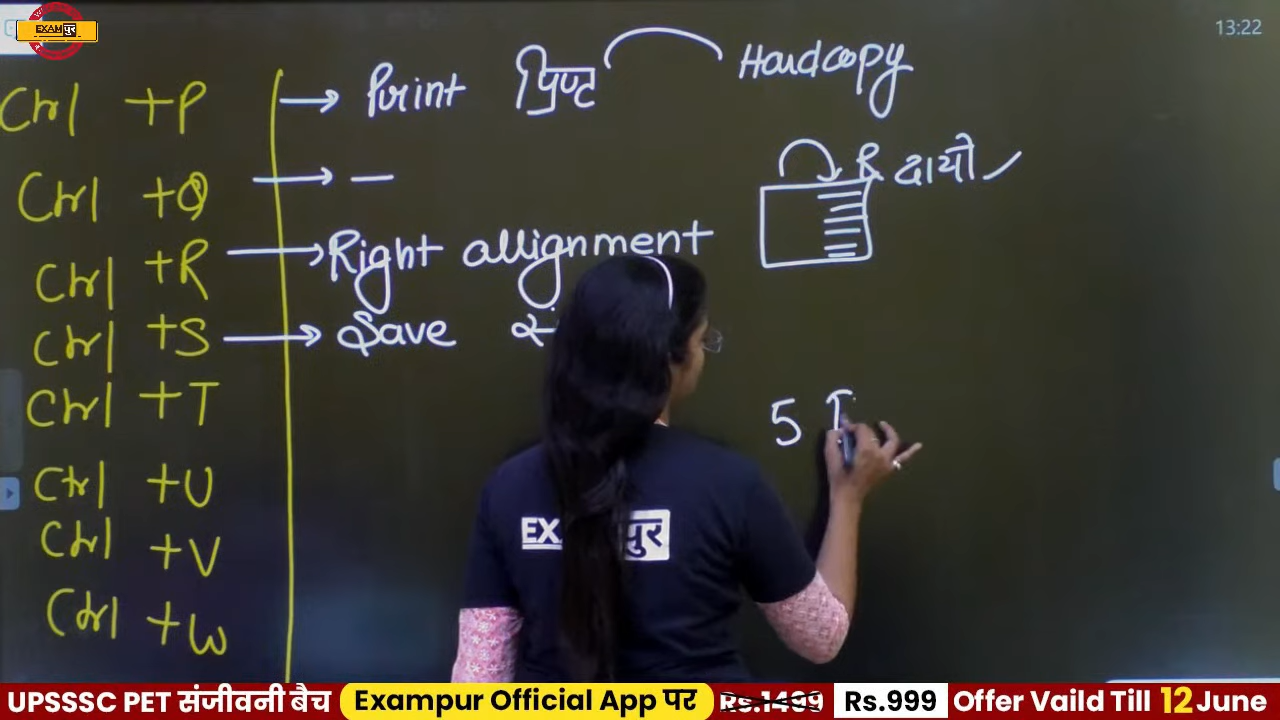 EXAMपुर
13:22
Ctrl +P → Print प्रिण्ट Hardcopy
Ctrl +Q → —
R दायी ✓
Ctrl +R → Right allignment
Ctrl +S → Save
Ctrl +T
5
Ctrl +U
EX पुर
Ctrl +V
Ctrl +W
UPSSSC PET संजीवनी बैच Exampur Official App पर Rs.1499 Rs.999 Offer Vaild Till 12 June